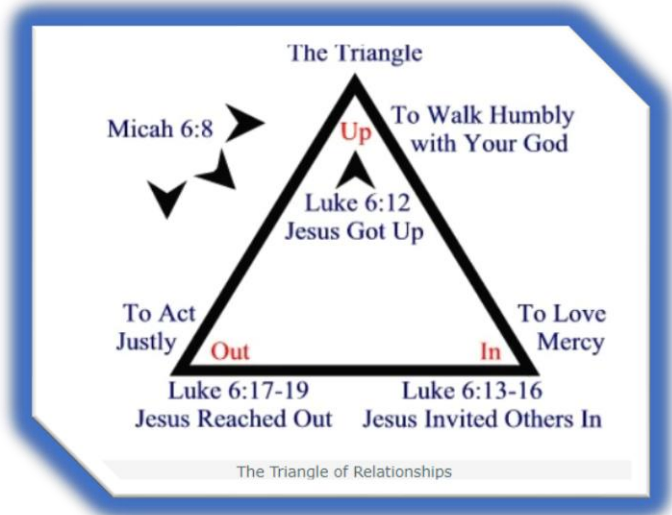 The Triangle
Micah 6:8
Up
To Walk Humbly
with Your God
Luke 6:12
Jesus Got Up
To Act
Justly
Out
In
To Love
Mercy
Luke 6:17-19
Jesus Reached Out
Luke 6:13-16
Jesus Invited Others In
The Triangle of Relationships